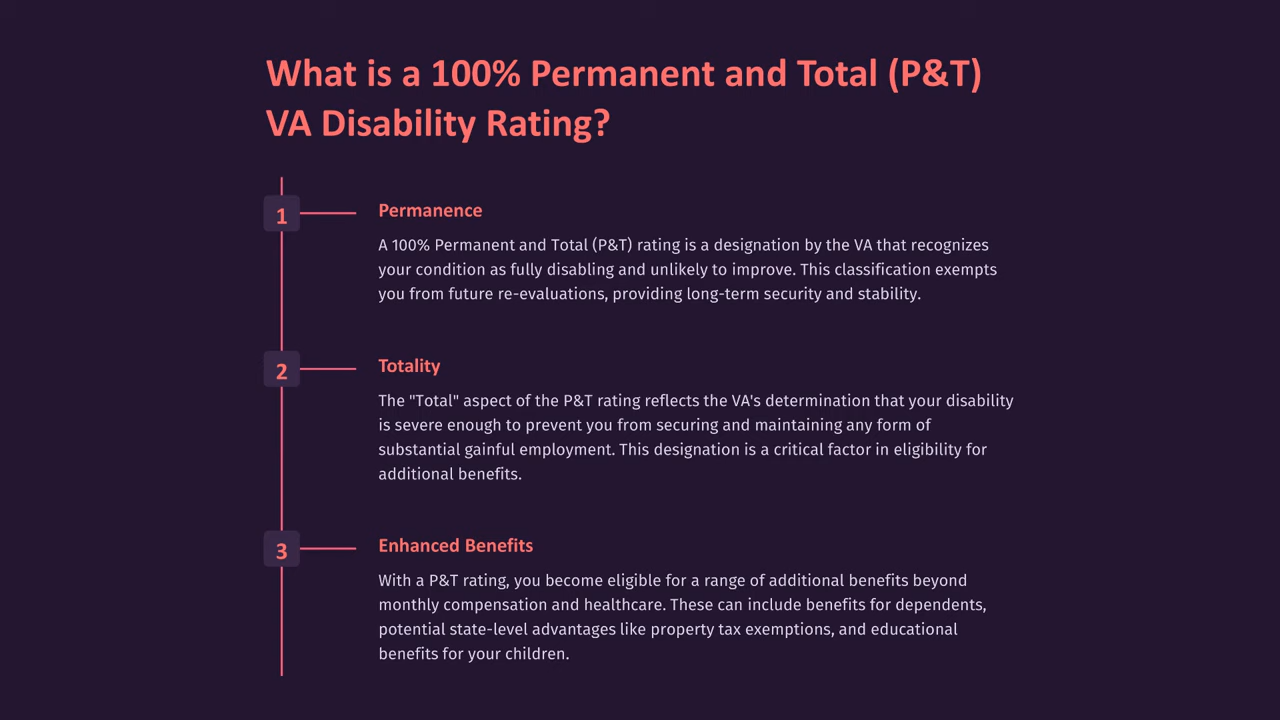 What is a 100% Permanent and Total (P&T)
VA Disability Rating?
1
Permanence
A 100% Permanent and Total (P&T) rating is a designation by the VA that recognizes
your condition as fully disabling and unlikely to improve. This classification exempts
you from future re-evaluations, providing long-term security and stability.
2
Totality
The "Total" aspect of the P&T rating reflects the VA's determination that your disability
is severe enough to prevent you from securing and maintaining any form of
substantial gainful employment. This designation is a critical factor in eligibility for
additional benefits.
3
Enhanced Benefits
With a P&T rating, you become eligible for a range of additional benefits beyond
monthly compensation and healthcare. These can include benefits for dependents,
potential state-level advantages like property tax exemptions, and educational
benefits for your children.